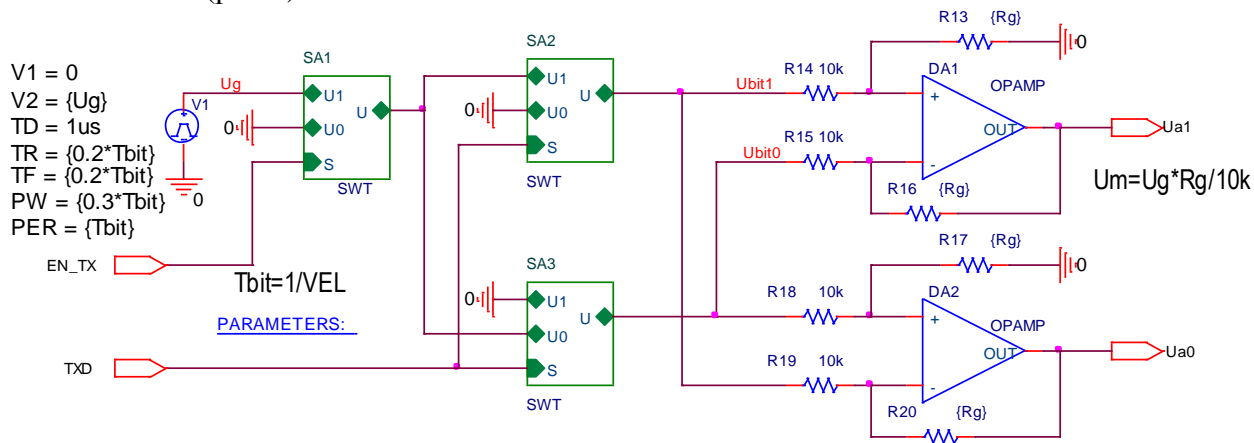 V1 = 0
V2 = {Ug}
TD = 1us
TR = {0.2*Tbit}
TF = {0.2*Tbit}
PW = {0.3*Tbit}
PER = {Tbit}
Ug
V1
0
EN_TX
TXD
Tbit=1/VEL
PARAMETERS:
SA1
U1
U0
S
U
SWT
0
SA2
U1
U0
S
U
SWT
0
SA3
U1
U0
S
U
SWT
0
Ubit1
Ubit0
R13 {Rg}
0
R14 10k
R15 10k
DA1
OPAMP
+
-
OUT
R16 {Rg}
Ua1
Um=Ug*Rg/10k
R17 {Rg}
0
R18 10k
R19 10k
DA2
OPAMP
+
-
OUT
R20 {Rg}
Ua0